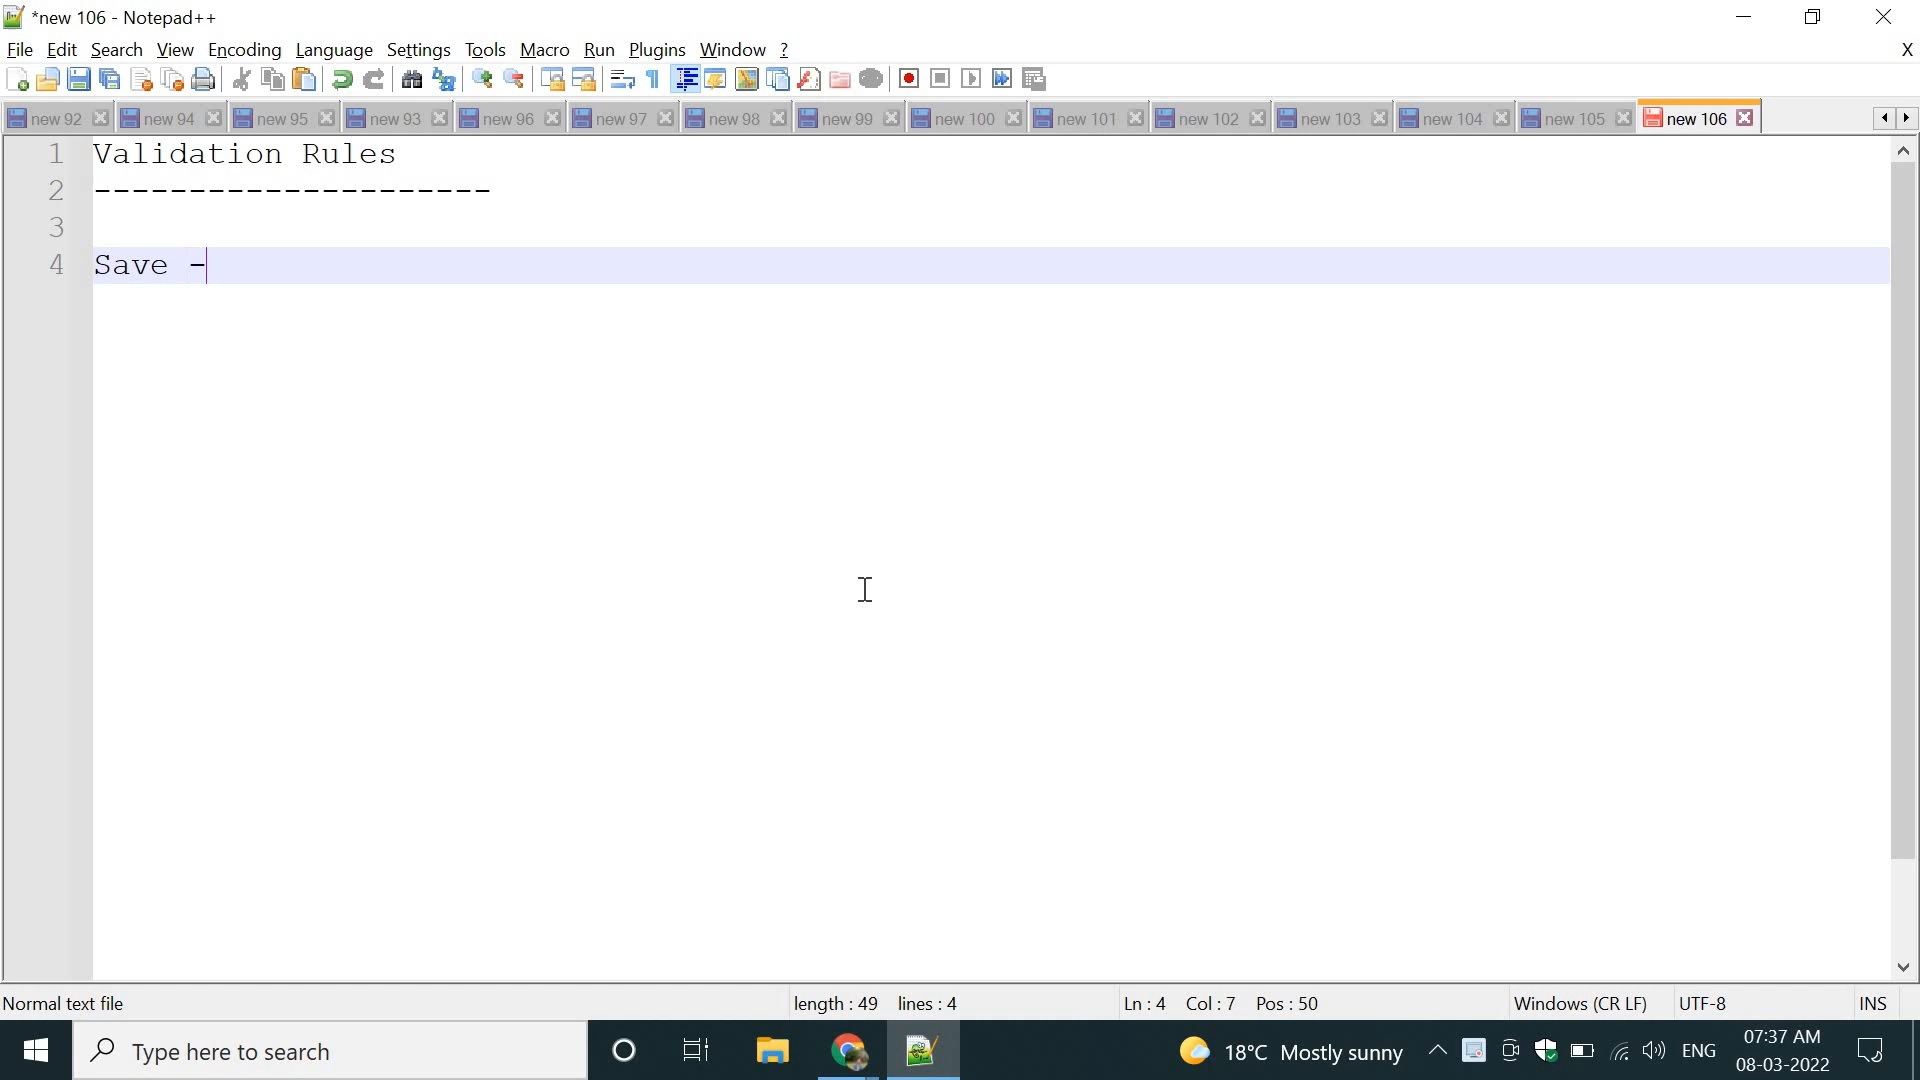 *new 106 - Notepad++
File Edit Search View Encoding Language Settings Tools Macro Run Plugins Window ? X
new 92 new 94 new 95 new 93 new 96 new 97 new 98 new 99 new 100 new 101 new 102 new 103 new 104 new 105 new 106
1 Validation Rules
2 ---------------------
3
4 Save -
Normal text file length : 49 lines : 4 Ln : 4 Col : 7 Pos : 50 Windows (CR LF) UTF-8 INS
Type here to search 18°C Mostly sunny ENG 07:37 AM
08-03-2022